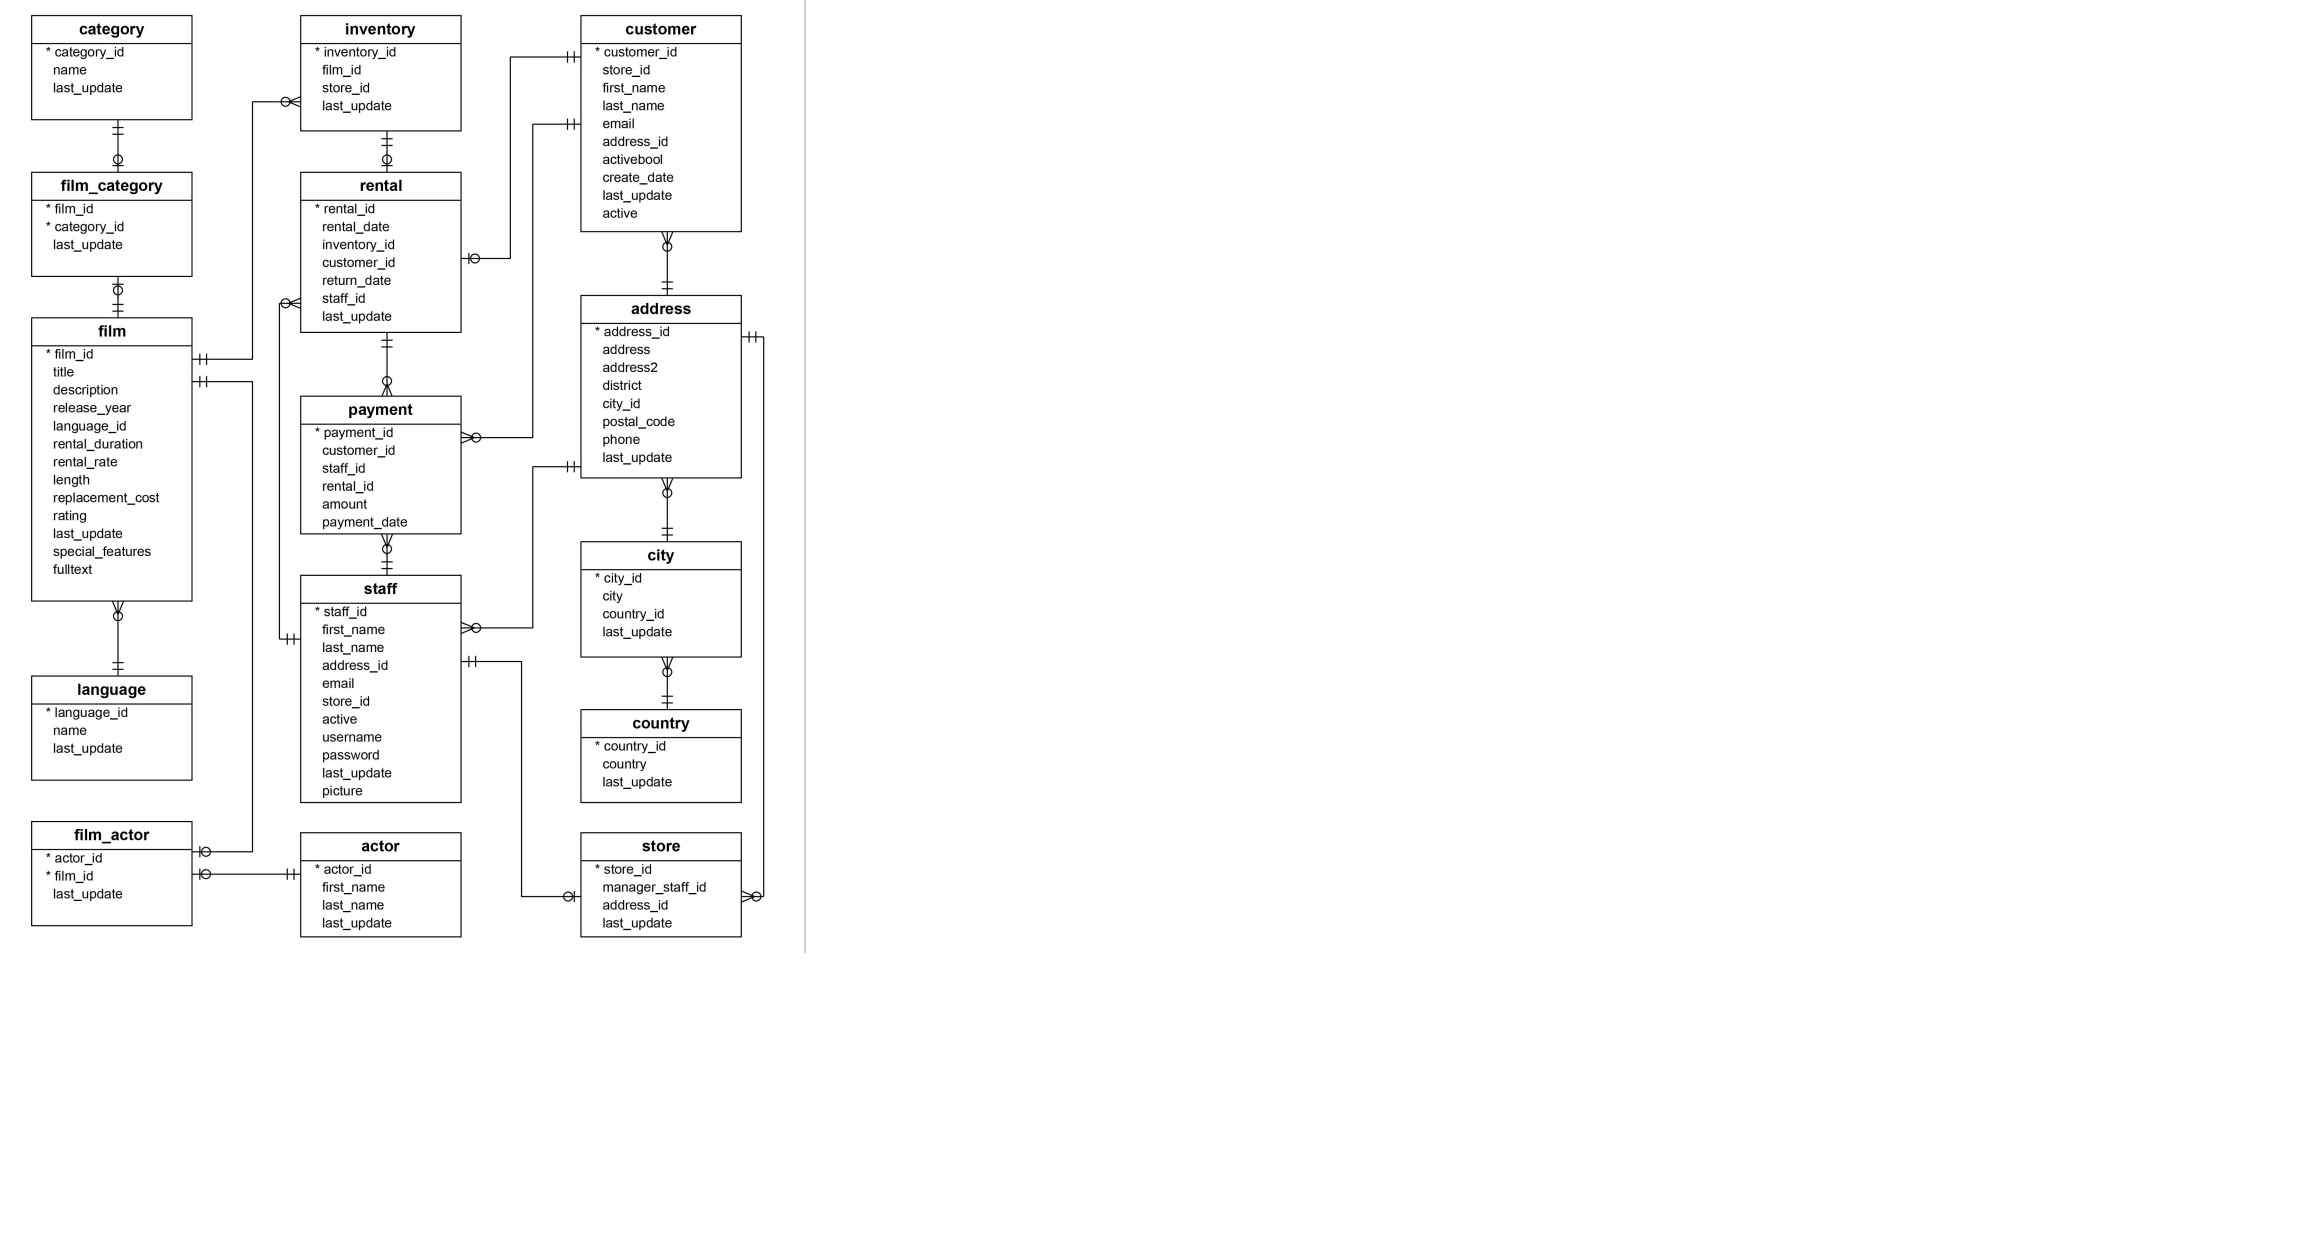 category
* category_id
name
last_update
film_category
* film_id
* category_id
last_update
film
* film_id
title
description
release_year
language_id
rental_duration
rental_rate
length
replacement_cost
rating
last_update
special_features
fulltext
language
* language_id
name
last_update
film_actor
* actor_id
* film_id
last_update
inventory
* inventory_id
film_id
store_id
last_update
rental
* rental_id
rental_date
inventory_id
customer_id
return_date
staff_id
last_update
payment
* payment_id
customer_id
staff_id
rental_id
amount
payment_date
staff
* staff_id
first_name
last_name
address_id
email
store_id
active
username
password
last_update
picture
actor
* actor_id
first_name
last_name
last_update
customer
* customer_id
store_id
first_name
last_name
email
address_id
activebool
create_date
last_update
active
address
* address_id
address
address2
district
city_id
postal_code
phone
last_update
city
* city_id
city
country_id
last_update
country
* country_id
country
last_update
store
* store_id
manager_staff_id
address_id
last_update